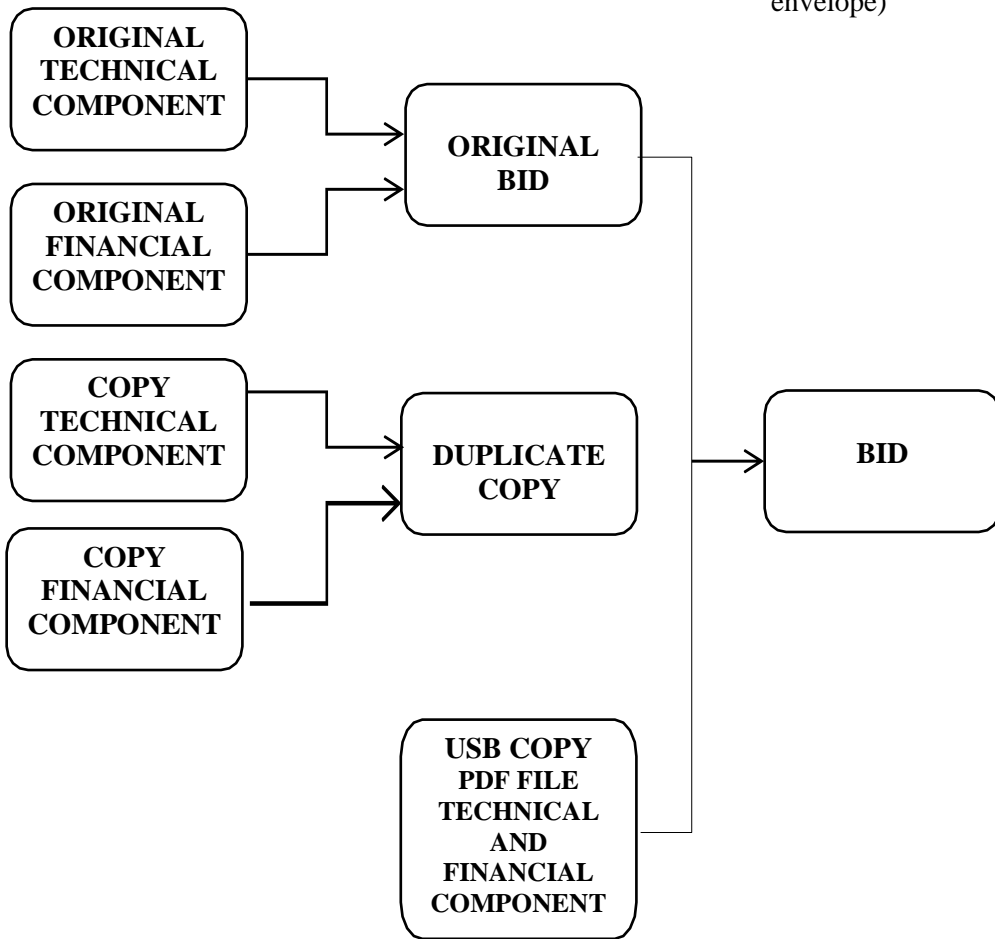 envelope)
ORIGINAL
TECHNICAL
COMPONENT
ORIGINAL
BID
ORIGINAL
FINANCIAL
COMPONENT
COPY
TECHNICAL
COMPONENT
DUPLICATE
COPY
BID
COPY
FINANCIAL
COMPONENT
USB COPY
PDF FILE
TECHNICAL
AND
FINANCIAL
COMPONENT